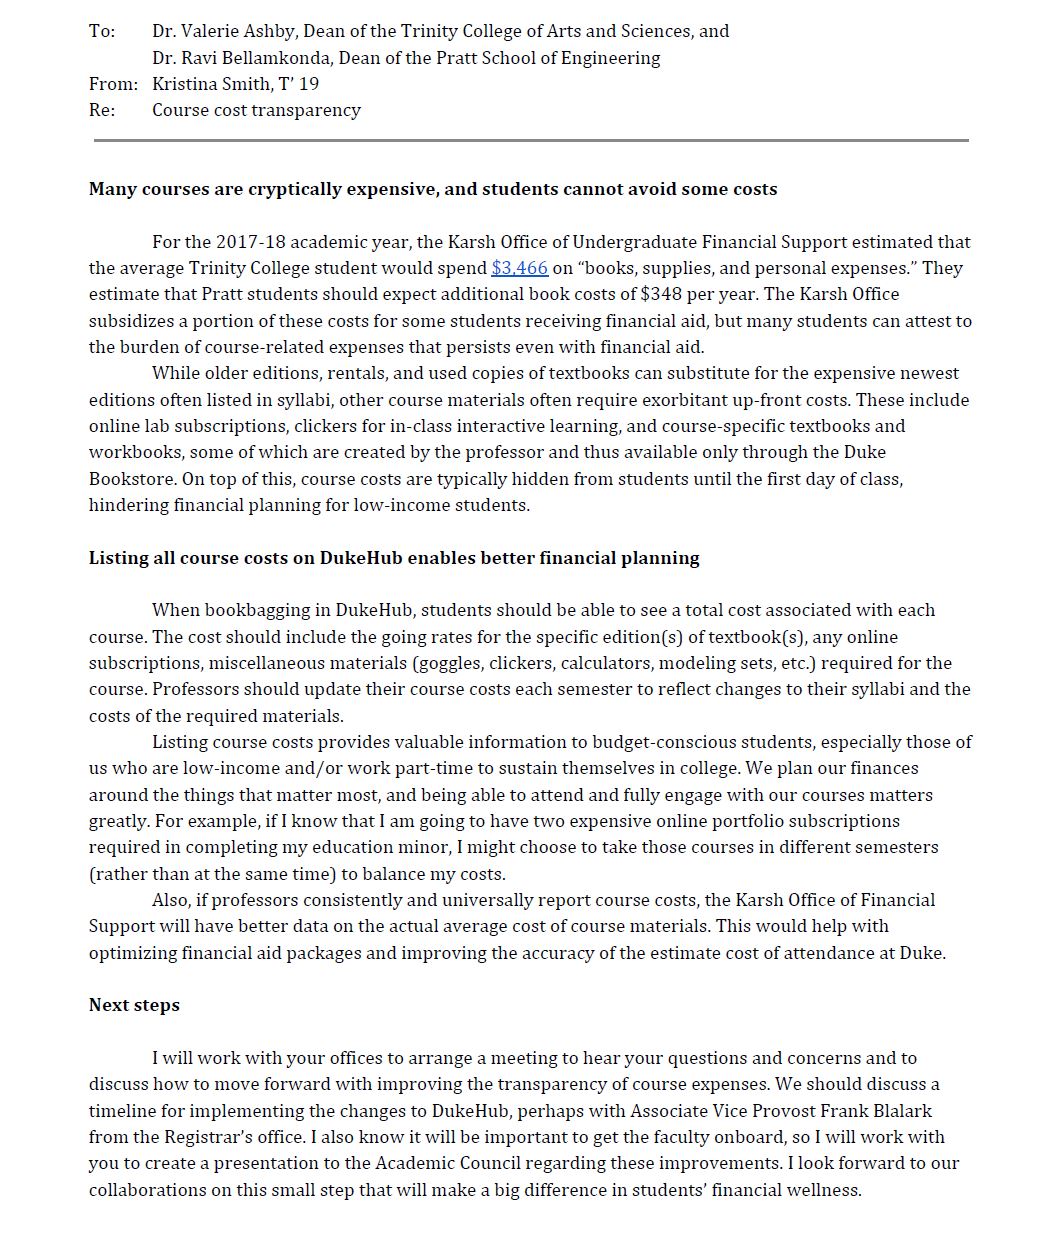 To: Dr. Valerie Ashby, Dean of the Trinity College of Arts and Sciences, and
Dr. Ravi Bellamkonda, Dean of the Pratt School of Engineering
From: Kristina Smith, T’ 19
Re: Course cost transparency
Many courses are cryptically expensive, and students cannot avoid some costs
For the 2017-18 academic year, the Karsh Office of Undergraduate Financial Support estimated that
the average Trinity College student would spend $3,466 on “books, supplies, and personal expenses.” They
estimate that Pratt students should expect additional book costs of $348 per year. The Karsh Office
subsidizes a portion of these costs for some students receiving financial aid, but many students can attest to
the burden of course-related expenses that persists even with financial aid.
While older editions, rentals, and used copies of textbooks can substitute for the expensive newest
editions often listed in syllabi, other course materials often require exorbitant up-front costs. These include
online lab subscriptions, clickers for in-class interactive learning, and course-specific textbooks and
workbooks, some of which are created by the professor and thus available only through the Duke
Bookstore. On top of this, course costs are typically hidden from students until the first day of class,
hindering financial planning for low-income students.
Listing all course costs on DukeHub enables better financial planning
When bookbagging in DukeHub, students should be able to see a total cost associated with each
course. The cost should include the going rates for the specific edition(s) of textbook(s), any online
subscriptions, miscellaneous materials (goggles, clickers, calculators, modeling sets, etc.) required for the
course. Professors should update their course costs each semester to reflect changes to their syllabi and the
costs of the required materials.
Listing course costs provides valuable information to budget-conscious students, especially those of
us who are low-income and/or work part-time to sustain themselves in college. We plan our finances
around the things that matter most, and being able to attend and fully engage with our courses matters
greatly. For example, if I know that I am going to have two expensive online portfolio subscriptions
required in completing my education minor, I might choose to take those courses in different semesters
(rather than at the same time) to balance my costs.
Also, if professors consistently and universally report course costs, the Karsh Office of Financial
Support will have better data on the actual average cost of course materials. This would help with
optimizing financial aid packages and improving the accuracy of the estimate cost of attendance at Duke.
Next steps
I will work with your offices to arrange a meeting to hear your questions and concerns and to
discuss how to move forward with improving the transparency of course expenses. We should discuss a
timeline for implementing the changes to DukeHub, perhaps with Associate Vice Provost Frank Blalark
from the Registrar’s office. I also know it will be important to get the faculty onboard, so I will work with
you to create a presentation to the Academic Council regarding these improvements. I look forward to our
collaborations on this small step that will make a big difference in students’ financial wellness.